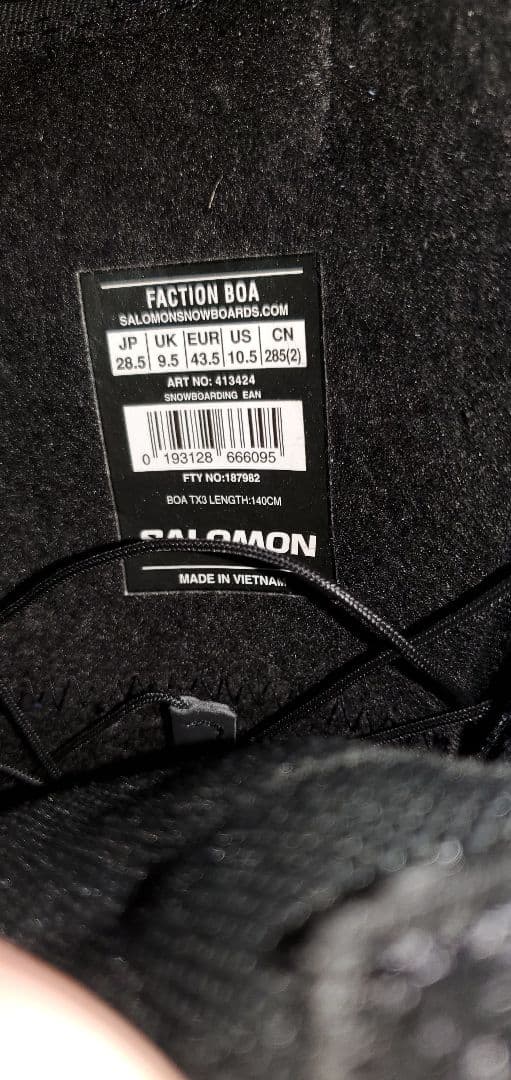 FACTION BOA
SALOMONSNOWBOARDS.COM
JP UK EUR US CN
28.5 9.5 43.5 10.5 285(2)
ART NO: 413424
SNOWBOARDING EAN
0 193128 666095
FTY NO:187982
BOA TX3 LENGTH:140CM
SALOMON
MADE IN VIETNAM